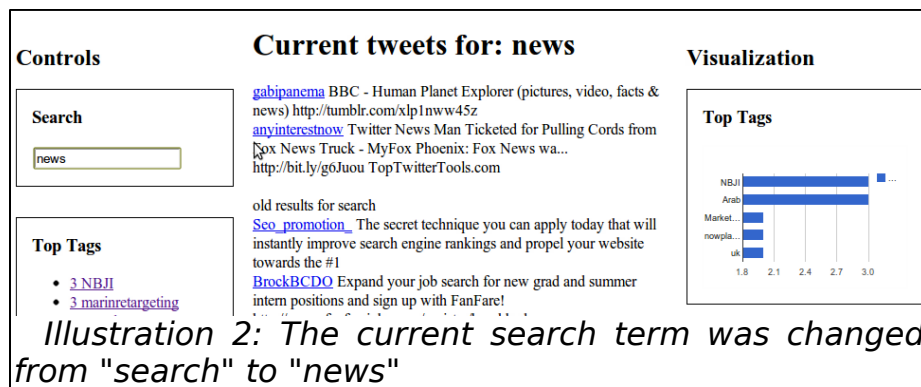 Controls
Search
news
Top Tags
3 NBJI
3 marinretargeting
Current tweets for: news
gabipanema BBC - Human Planet Explorer (pictures, video, facts &
news) http://tumblr.com/xlp1nww45z
anyinterestnow Twitter News Man Ticketed for Pulling Cords from
Fox News Truck - MyFox Phoenix: Fox News wa...
http://bit.ly/g6Juou TopTwitterTools.com
old results for search
Seo_promotion_ The secret technique you can apply today that will
instantly improve search engine rankings and propel your website
towards the #1
BrockBCDO Expand your job search for new grad and summer
intern positions and sign up with FanFare!
Visualization
Top Tags
NBJI
Arab
Market...
nowpla...
uk
...
1.8 2.1 2.4 2.7 3.0
Illustration 2: The current search term was changed
from "search" to "news"